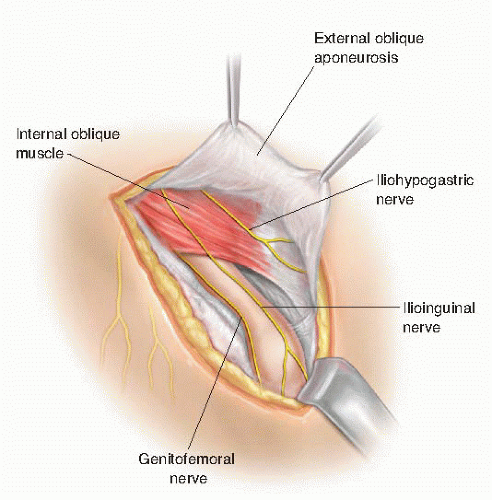 External oblique
aponeurosis
Internal oblique
muscle
Iliohypogastric
nerve
Ilioinguinal
nerve
Genitofemoral
nerve